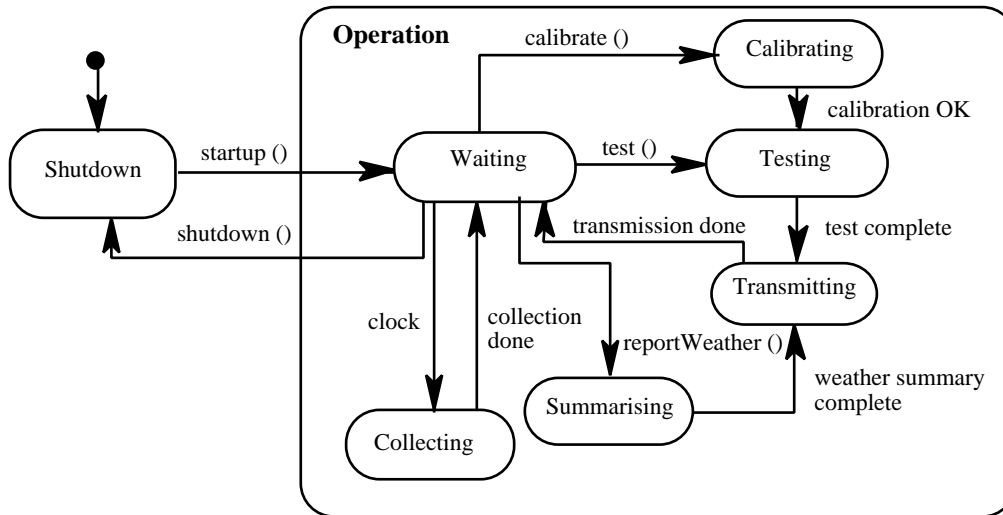 Operation
calibrate ()
Calibrating
calibration OK
Shutdown
startup ()
Waiting
test ()
Testing
shutdown ()
transmission done
test complete
Transmitting
clock
collection
done
reportWeather ()
weather summary
complete
Summarising
Collecting